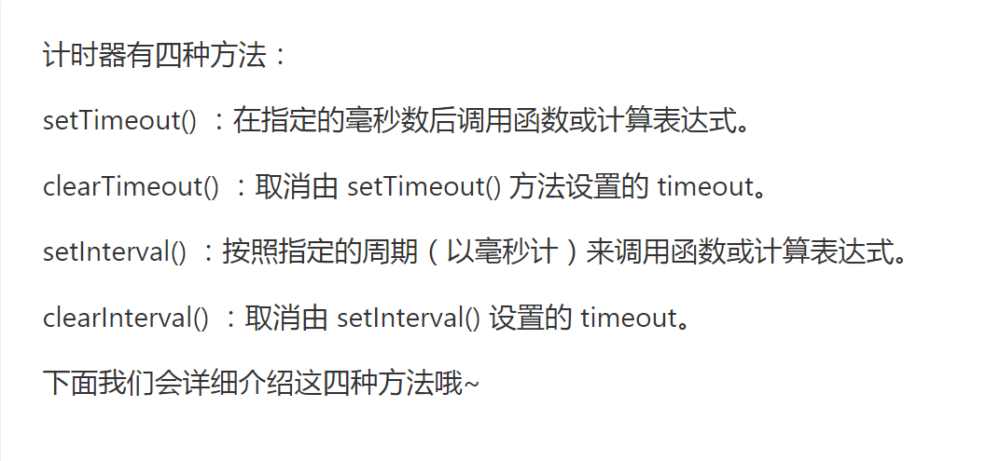 计时器有四种方法：
setTimeout() ：在指定的毫秒数后调用函数或计算表达式。
clearTimeout() ：取消由 setTimeout() 方法设置的 timeout。
setInterval() ：按照指定的周期（以毫秒计）来调用函数或计算表达式。
clearInterval() ：取消由 setInterval() 设置的 timeout。
下面我们会详细介绍这四种方法哦~